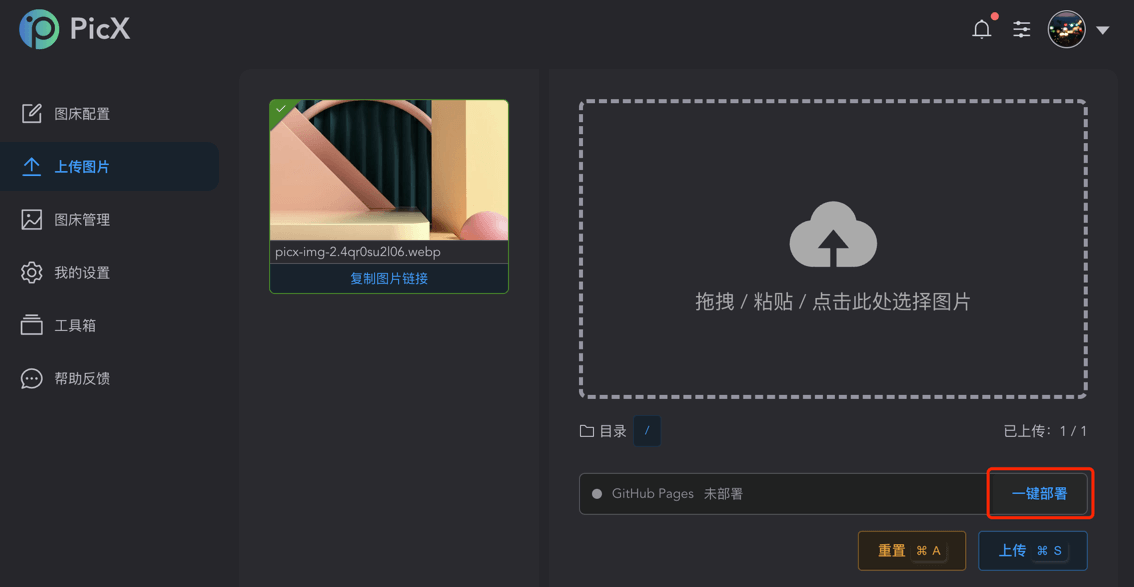 PicX
图床配置
上传图片
图床管理
我的设置
工具箱
帮助反馈
picx-img-2.4qr0su2l06.webp
复制图片链接
拖拽 / 粘贴 / 点击此处选择图片
目录 /
已上传：1 / 1
GitHub Pages 未部署
一键部署
重置 ⌘ A
上传 ⌘ S